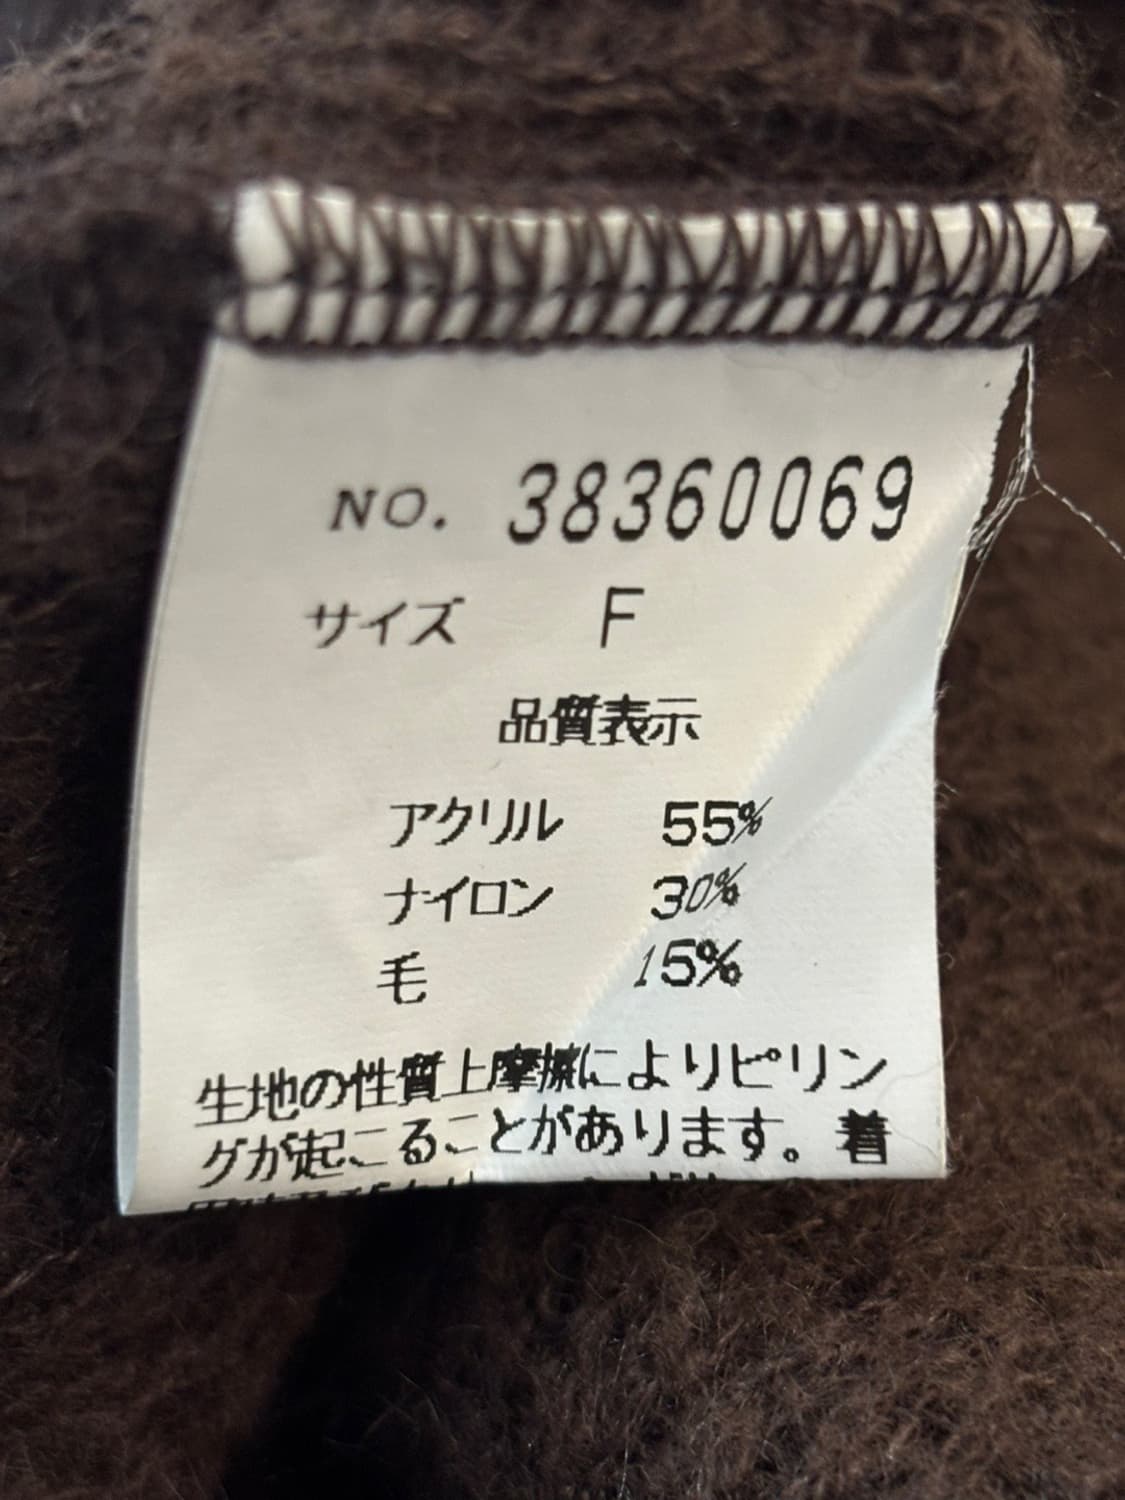 NO. 38360069
サイズ F
品質表示
アクリル 55%
ナイロン 30%
毛 15%
生地の性質上摩擦によりピリン
グが起こることがあります。着